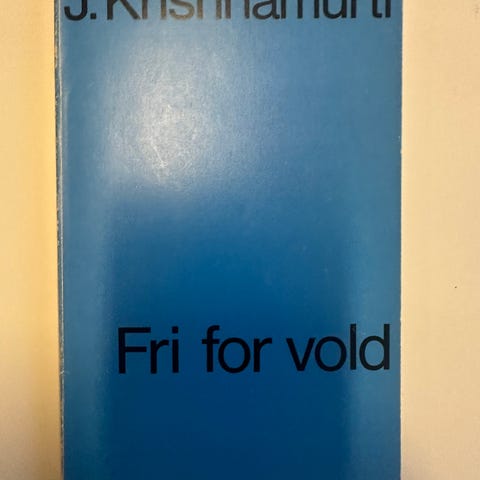 J. Krishnamurti
Fri for vold